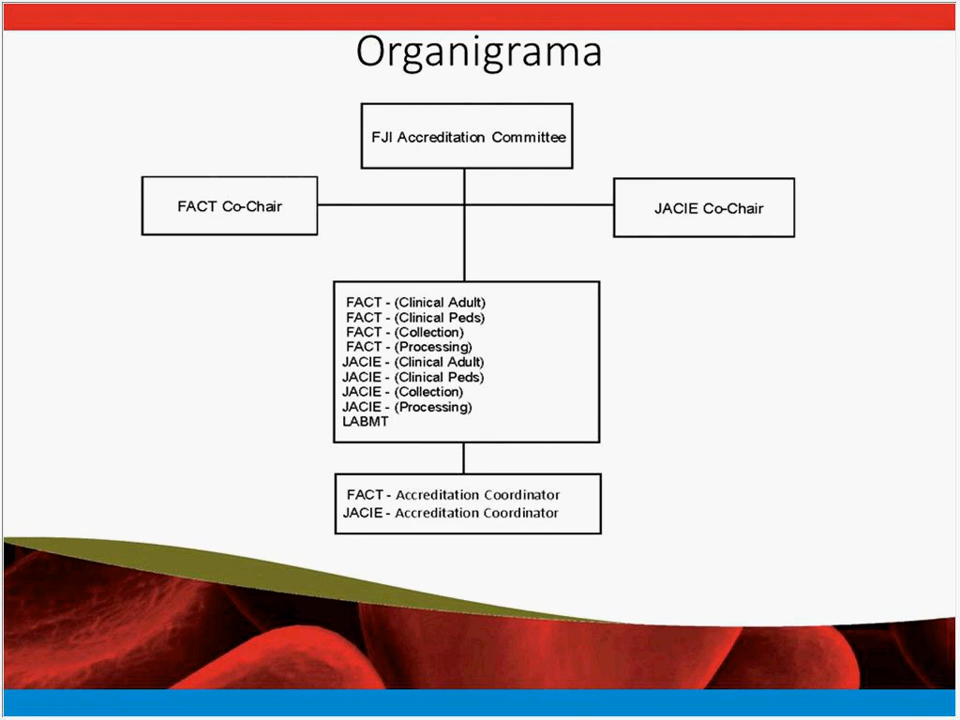 Organigrama
FJI Accreditation Committee
FACT Co-Chair
JACIE Co-Chair
FACT - (Clinical Adult)
FACT - (Clinical Peds)
FACT - (Collection)
FACT - (Processing)
JACIE - (Clinical Adult)
JACIE - (Clinical Peds)
JACIE - (Collection)
JACIE - (Processing)
LABMT
FACT - Accreditation Coordinator
JACIE - Accreditation Coordinator